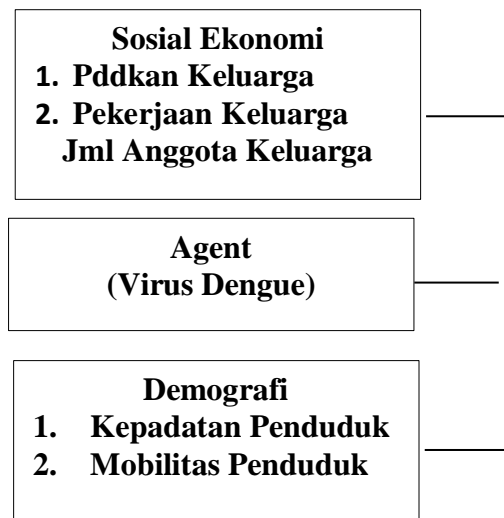 Sosial Ekonomi
1. Pddkan Keluarga
2. Pekerjaan Keluarga
Jml Anggota Keluarga
Agent
(Virus Dengue)
Demografi
1. Kepadatan Penduduk
2. Mobilitas Penduduk